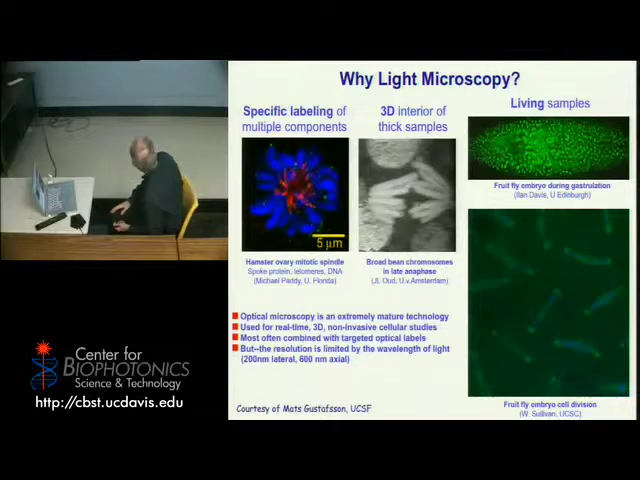 Why Light Microscopy?
Specific labeling of
multiple components
3D interior of
thick samples
Living samples
5 µm
Hamster ovary mitotic spindle
Spoke protein, telomeres, DNA
(Michael Paddy, U. Florida)
Broad bean chromosomes
in late anaphase
(JL Oud, U.v.Amsterdam)
Fruit fly embryo during gastrulation
(Ilan Davis, U Edinburgh)
Optical microscopy is an extremely mature technology
Used for real-time, 3D, non-invasive cellular studies
Most often combined with targeted optical labels
But--the resolution is limited by the wavelength of light
(200nm lateral, 600 nm axial)
Courtesy of Mats Gustafsson, UCSF
Fruit fly embryo cell division
(W. Sullivan, UCSC)
Center for
BIOPHOTONICS
Science & Technology
http://cbst.ucdavis.edu